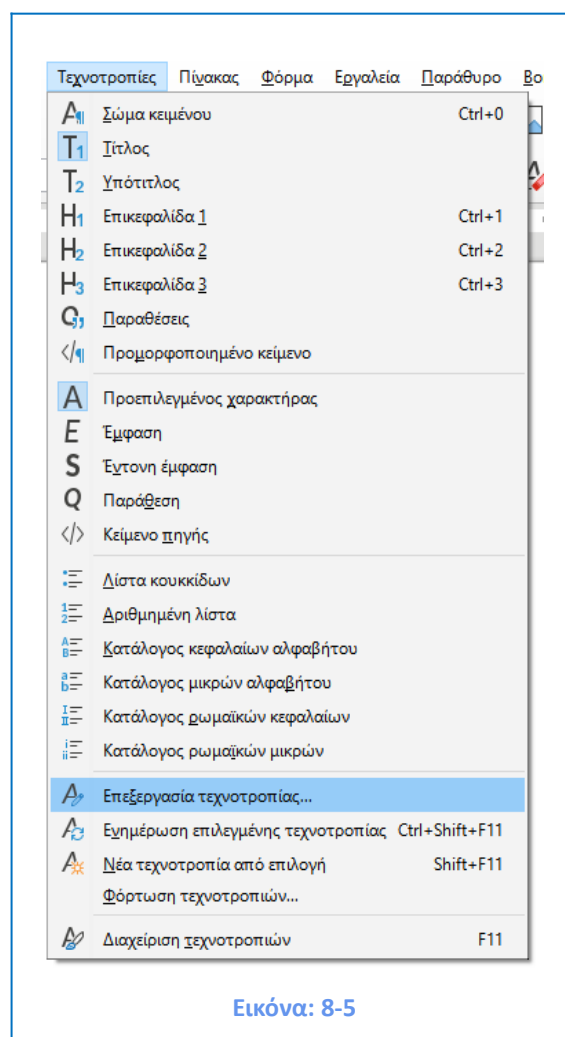 Τεχνοτροπίες Πίνακας Φόρμα Εργαλεία Παράθυρο Βο
Σώμα κειμένου Ctrl+0
Τίτλος
Υπότιτλος
Επικεφαλίδα 1 Ctrl+1
Επικεφαλίδα 2 Ctrl+2
Επικεφαλίδα 3 Ctrl+3
Παραθέσεις
Προμορφοποιημένο κείμενο
Προεπιλεγμένος χαρακτήρας
Έμφαση
Έντονη έμφαση
Παράθεση
Κείμενο πηγής
Λίστα κουκκίδων
Αριθμημένη λίστα
Κατάλογος κεφαλαίων αλφαβήτου
Κατάλογος μικρών αλφαβήτου
Κατάλογος ρωμαϊκών κεφαλαίων
Κατάλογος ρωμαϊκών μικρών
Επεξεργασία τεχνοτροπίας...
Ενημέρωση επιλεγμένης τεχνοτροπίας Ctrl+Shift+F11
Νέα τεχνοτροπία από επιλογή Shift+F11
Φόρτωση τεχνοτροπιών...
Διαχείριση τεχνοτροπιών F11
Εικόνα: 8-5